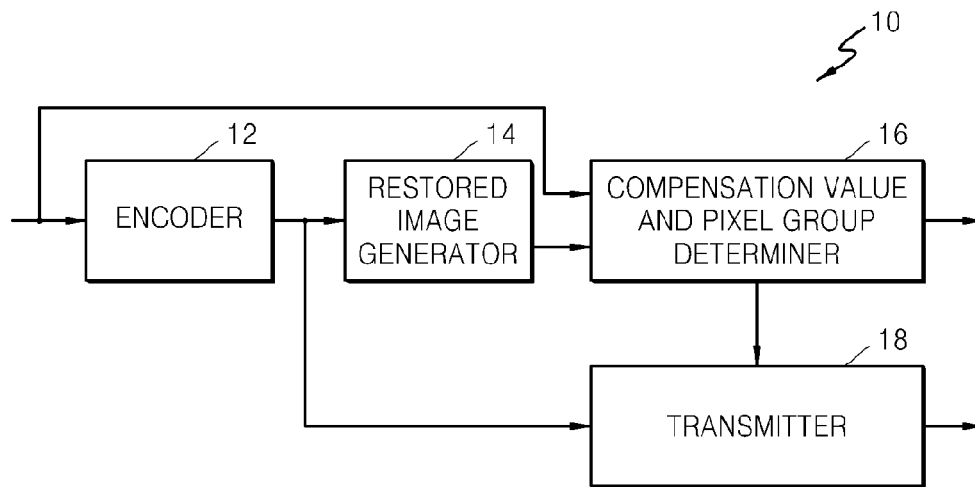 10
12
14
16
ENCODER
RESTORED
IMAGE
GENERATOR
COMPENSATION VALUE
AND PIXEL GROUP
DETERMINER
18
TRANSMITTER